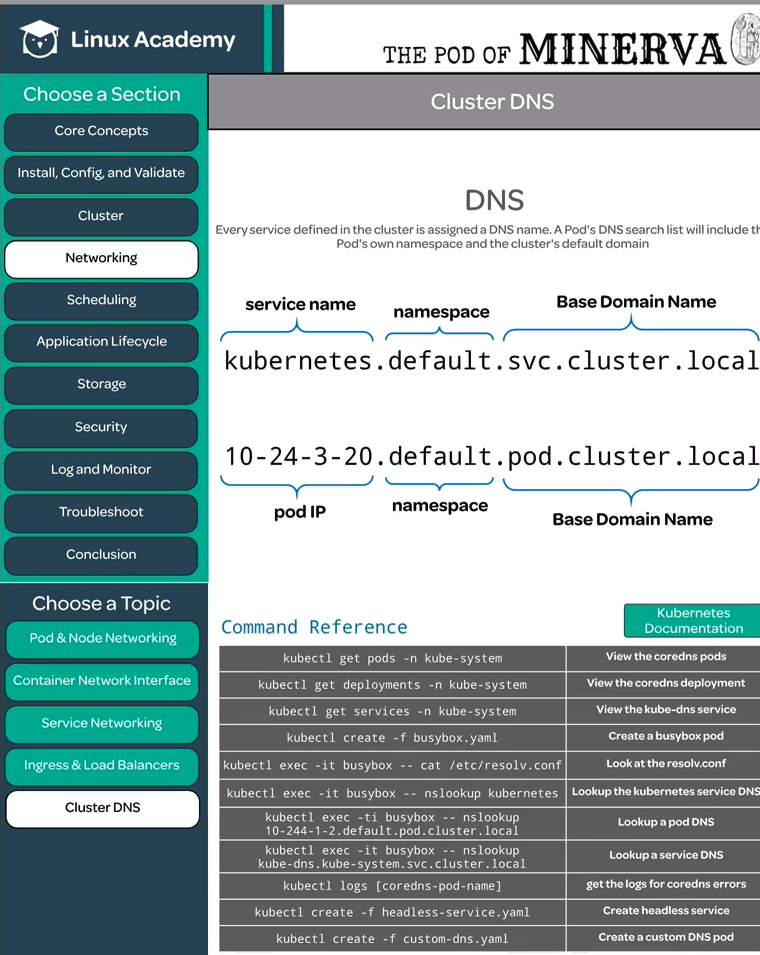 Linux Academy
THE POD OF MINERVA
Choose a Section
Core Concepts
Install, Config, and Validate
Cluster
Networking
Scheduling
Application Lifecycle
Storage
Security
Log and Monitor
Troubleshoot
Conclusion
Choose a Topic
Pod & Node Networking
Container Network Interface
Service Networking
Ingress & Load Balancers
Cluster DNS
Cluster DNS
DNS
Every service defined in the cluster is assigned a DNS name. A Pod's DNS search list will include th
Pod's own namespace and the cluster's default domain
service name namespace Base Domain Name
kubernetes.default.svc.cluster.local
10-24-3-20.default.pod.cluster.local
pod IP namespace Base Domain Name
Command Reference
Kubernetes
Documentation
kubectl get pods -n kube-system View the coredns pods
kubectl get deployments -n kube-system View the coredns deployment
kubectl get services -n kube-system View the kube-dns service
kubectl create -f busybox.yaml Create a busybox pod
kubectl exec -it busybox -- cat /etc/resolv.conf Look at the resolv.conf
kubectl exec -it busybox -- nslookup kubernetes Lookup the kubernetes service DNS
kubectl exec -ti busybox -- nslookup
10-244-1-2.default.pod.cluster.local
Lookup a pod DNS
kubectl exec -it busybox -- nslookup
kube-dns.kube-system.svc.cluster.local
Lookup a service DNS
kubectl logs [coredns-pod-name] get the logs for coredns errors
kubectl create -f headless-service.yaml Create headless service
kubectl create -f custom-dns.yaml Create a custom DNS pod